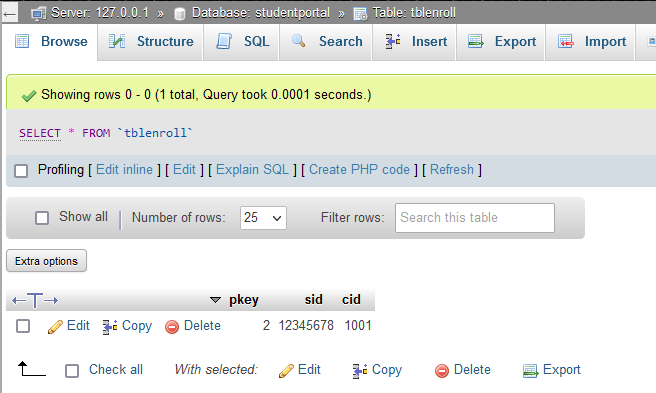 Server: 127.0.0.1 » Database: studentportal » Table: tblenroll
Browse Structure SQL Search Insert Export Import
Showing rows 0 - 0 (1 total, Query took 0.0001 seconds.)
SELECT * FROM `tblenroll`
Profiling [ Edit inline ] [ Edit ] [ Explain SQL ] [ Create PHP code ] [ Refresh ]
Show all Number of rows: 25 Filter rows: Search this table
Extra options
←T→ pkey sid cid
Edit Copy Delete 2 12345678 1001
Check all With selected: Edit Copy Delete Export